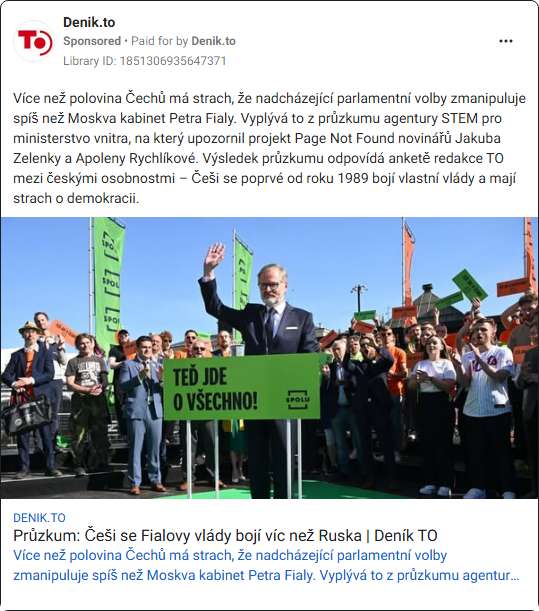 Denik.to
Sponsored • Paid for by Denik.to
Library ID: 1851306935647371
TO
Více než polovina Čechů má strach, že nadcházející parlamentní volby zmanipuluje
spíš než Moskva kabinet Petra Fialy. Vyplývá to z průzkumu agentury STEM pro
ministerstvo vnitra, na který upozornil projekt Page Not Found novinářů Jakuba
Zelenky a Apoleny Rychlíkové. Výsledek průzkumu odpovídá anketě redakce TO
mezi českými osobnostmi – Češi se poprvé od roku 1989 bojí vlastní vlády a mají
strach o demokracii.
SPOLU
SPOLU
TEĎ JDE
O VŠECHNO!
SPOLU
DENIK.TO
Průzkum: Češi se Fialovy vlády bojí víc než Ruska | Deník TO
Více než polovina Čechů má strach, že nadcházející parlamentní volby
zmanipuluje spíš než Moskva kabinet Petra Fialy. Vyplývá to z průzkumu agentur...